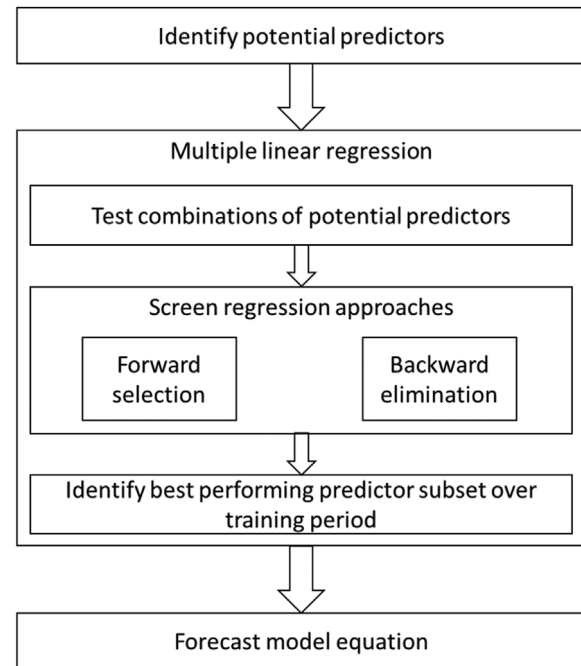 Identify potential predictors
Multiple linear regression
Test combinations of potential predictors
Screen regression approaches
Forward
selection
Backward
elimination
Identify best performing predictor subset over
training period
Forecast model equation